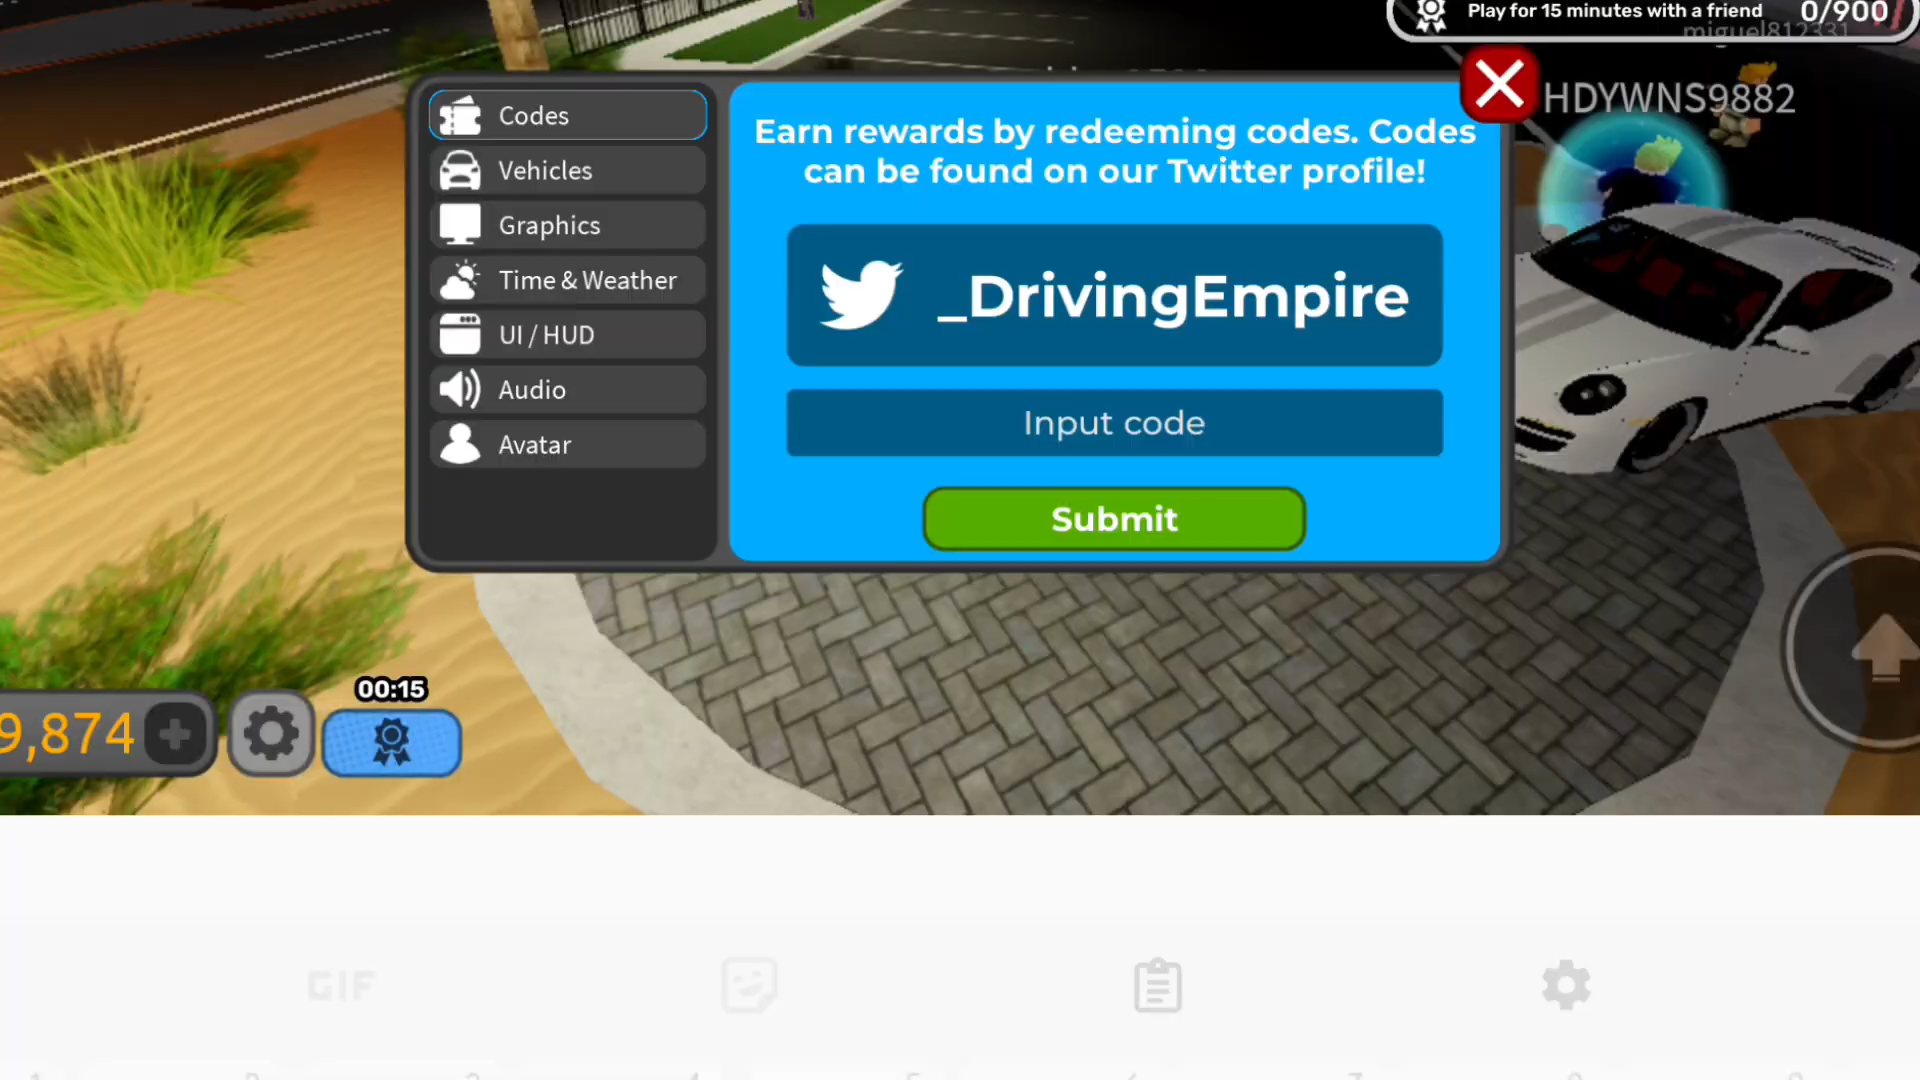 Play for 15 minutes with a friend 0/900
miguel812331
HDYWNS9882
Codes
Vehicles
Graphics
Time & Weather
UI / HUD
Audio
Avatar
Earn rewards by redeeming codes. Codes
can be found on our Twitter profile!
_DrivingEmpire
Input code
Submit
00:15
9,874
GIF